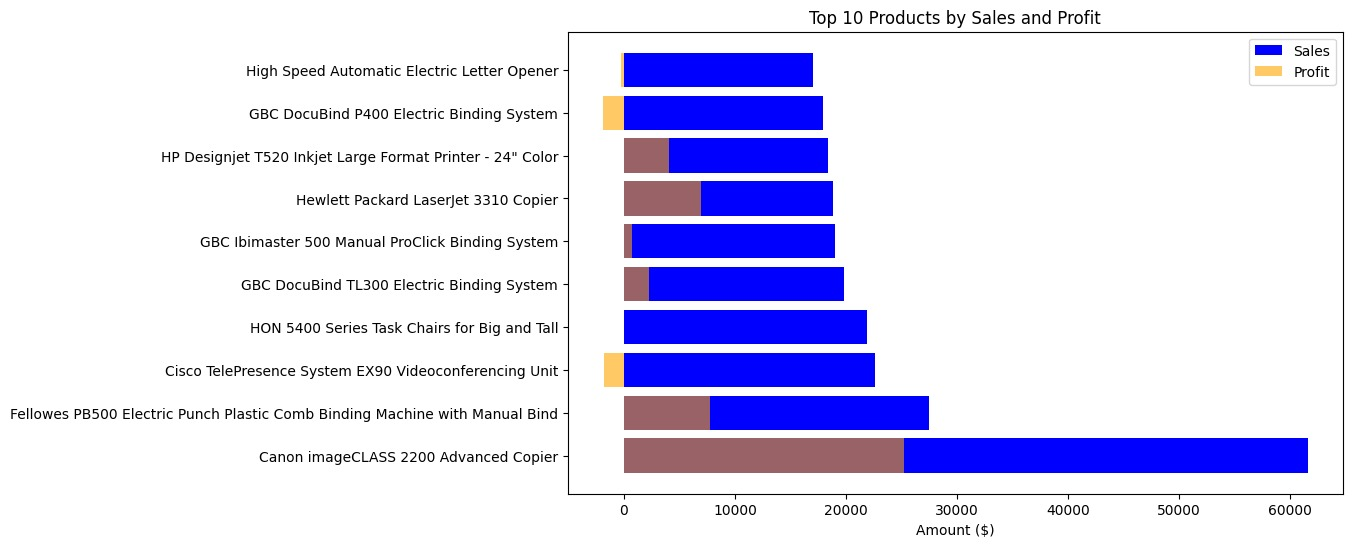 Top 10 Products by Sales and Profit
Sales
Profit
High Speed Automatic Electric Letter Opener
GBC DocuBind P400 Electric Binding System
HP Designjet T520 Inkjet Large Format Printer - 24" Color
Hewlett Packard LaserJet 3310 Copier
GBC Ibimaster 500 Manual ProClick Binding System
GBC DocuBind TL300 Electric Binding System
HON 5400 Series Task Chairs for Big and Tall
Cisco TelePresence System EX90 Videoconferencing Unit
Fellowes PB500 Electric Punch Plastic Comb Binding Machine with Manual Bind
Canon imageCLASS 2200 Advanced Copier
0 10000 20000 30000 40000 50000 60000
Amount ($)